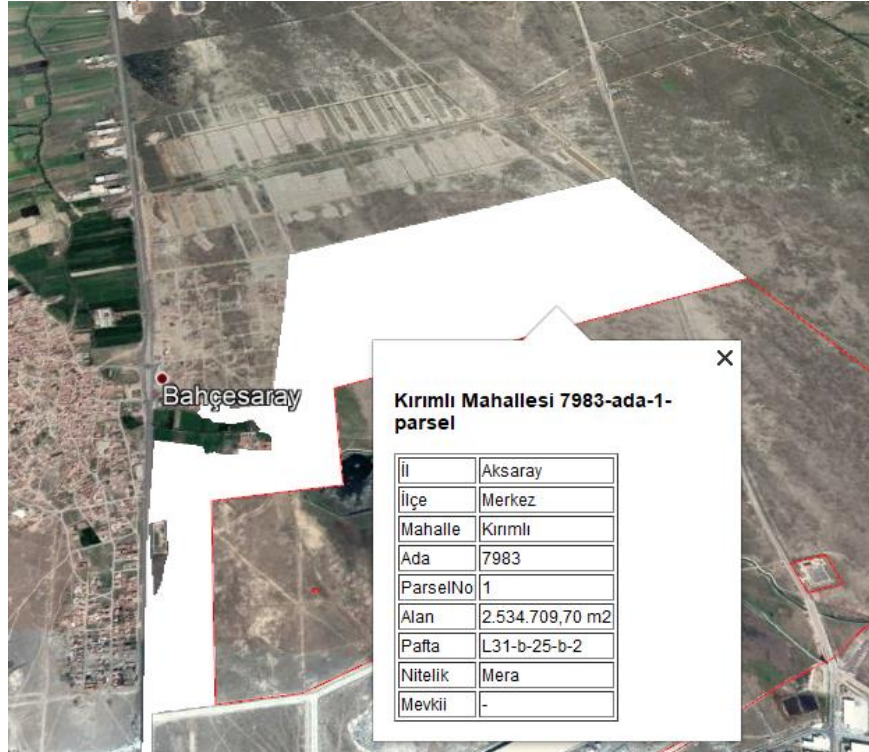 Bahçesaray
Kırımlı Mahallesi 7983-ada-1-
parsel
İl Aksaray
İlçe Merkez
Mahalle Kırımlı
Ada 7983
ParselNo 1
Alan 2.534.709,70 m2
Pafta L31-b-25-b-2
Nitelik Mera
Mevkii -